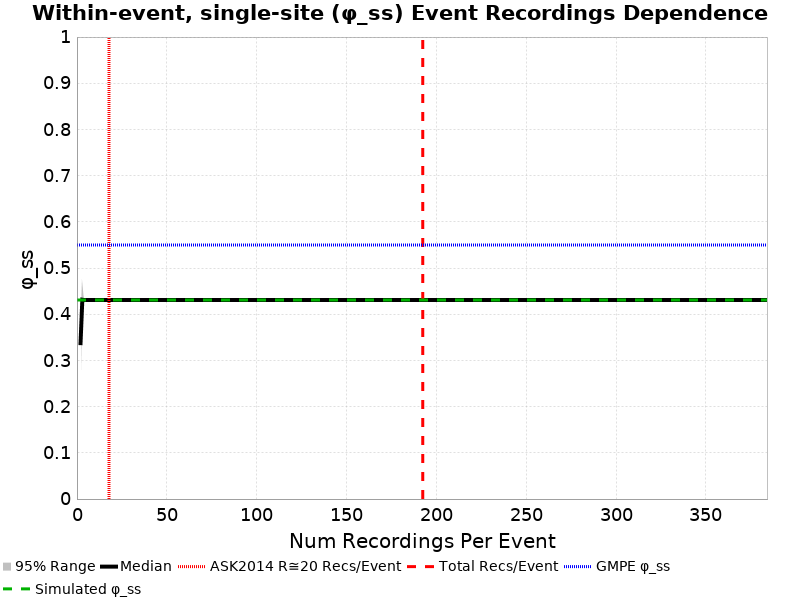 Within-event, single-site (φ_ss) Event Recordings Dependence
1
0.9
0.8
0.7
0.6
0.5
0.4
0.3
0.2
0.1
0
φ_ss
0 50 100 150 200 250 300 350
Num Recordings Per Event
95% Range Median ASK2014 R≅20 Recs/Event Total Recs/Event GMPE φ_ss
Simulated φ_ss